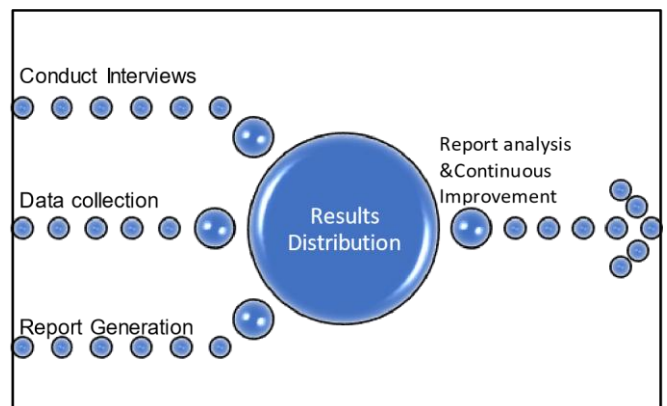 Conduct Interviews
Data collection
Report Generation
Results
Distribution
Report analysis
&Continuous
Improvement